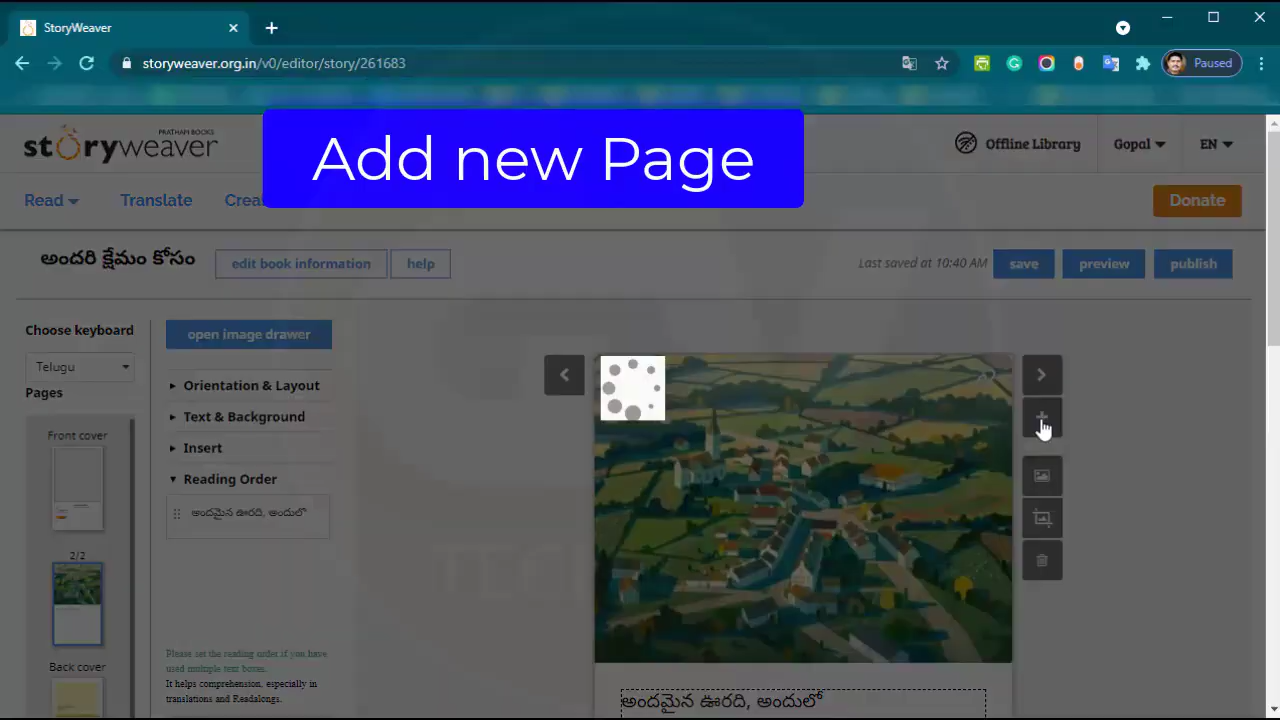 StoryWeaver
storyweaver.org.in/v0/editor/story/261683
Paused
Add new Page
PRATHAM BOOKS
storyweaver
Offline Library
Gopal
EN
Read
Translate
Donate
అందరి క్షేమం కోసం
edit book information
help
Last saved at 10:40 AM
save
preview
publish
Choose keyboard
Telugu
Pages
Front cover
2/2
Back cover
open image drawer
Orientation & Layout
Text & Background
Insert
Reading Order
అందమైన ఊరది, అందులో
Please set the reading order if you have
used multiple text boxes.
It helps comprehension, especially in
translations and Readalongs.
అందమైన ఊరది, అందులో